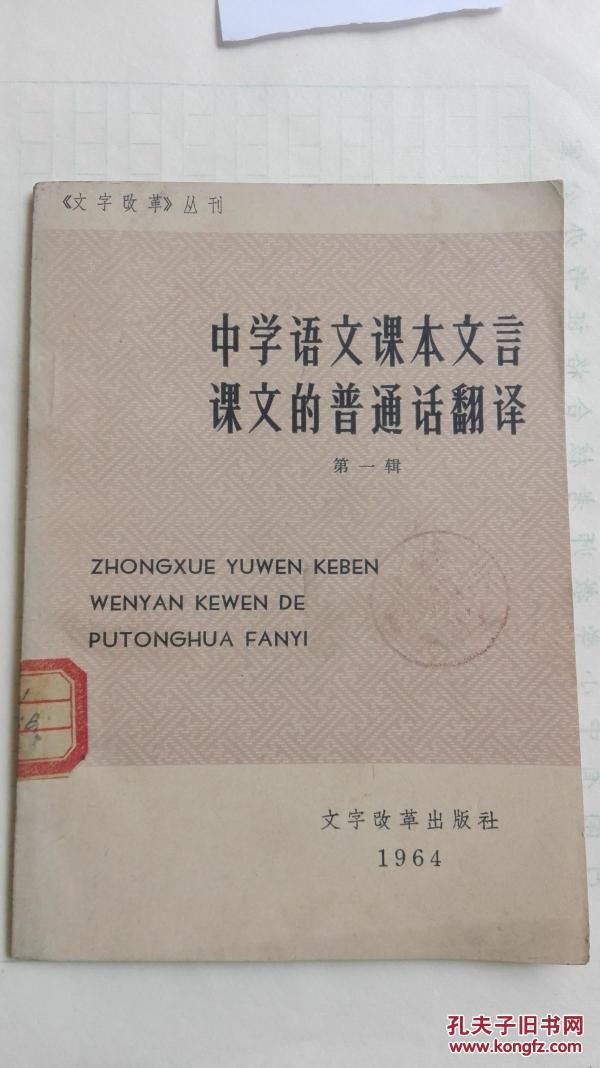 《文字改革》丛刊
中学语文课本文言
课文的普通话翻译
第一辑
ZHONGXUE YUWEN KEBEN
WENYAN KEWEN DE
PUTONGHUA FANYI
文字改革出版社
1964
孔夫子旧书网
www.kongfz.com